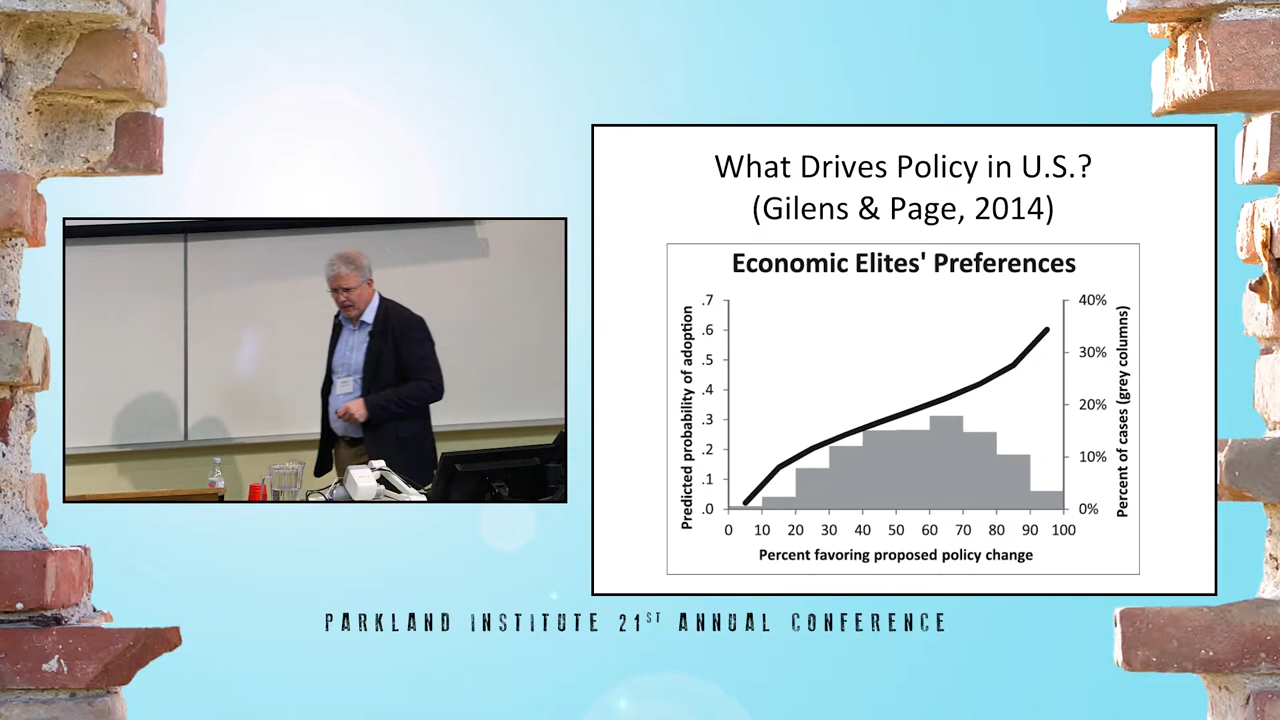 What Drives Policy in U.S.?
(Gilens & Page, 2014)
Economic Elites' Preferences
Predicted probability of adoption
.7
.6
.5
.4
.3
.2
.1
.0
40%
30%
20%
10%
0%
Percent of cases (grey columns)
0 10 20 30 40 50 60 70 80 90 100
Percent favoring proposed policy change
PARKLAND INSTITUTE 21ST ANNUAL CONFERENCE